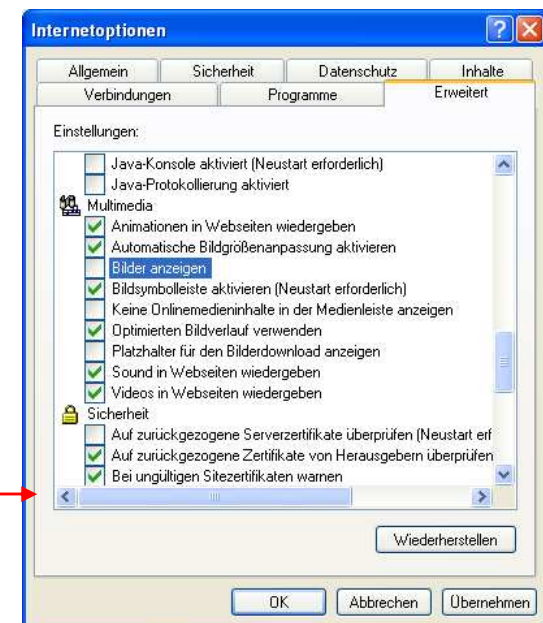 Internetoptionen
Allgemein Sicherheit Datenschutz Inhalte
Verbindungen Programme Erweitert
Einstellungen:
Java-Konsole aktiviert (Neustart erforderlich)
Java-Protokollierung aktiviert
Multimedia
Animationen in Webseiten wiedergeben
Automatische Bildgrößenanpassung aktivieren
Bilder anzeigen
Bildsymbolleiste aktivieren (Neustart erforderlich)
Keine Onlinemedieninhalte in der Medienleiste anzeigen
Optimierten Bildverlauf verwenden
Platzhalter für den Bilderdownload anzeigen
Sound in Webseiten wiedergeben
Videos in Webseiten wiedergeben
Sicherheit
Auf zurückgezogene Serverzertifikate überprüfen (Neustart erf
Auf zurückgezogene Zertifikate von Herausgebern überprüfen
Bei ungültigen Sitezertifikaten warnen
Wiederherstellen
OK Abbrechen Übernehmen